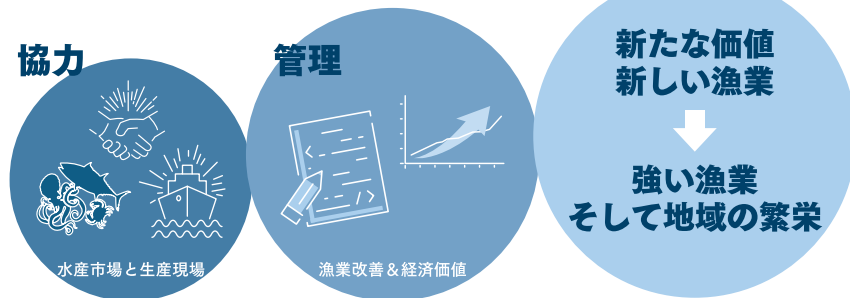 協力
水産市場と生産現場
管理
漁業改善＆経済価値
新たな価値
新しい漁業
強い漁業
そして地域の繁栄